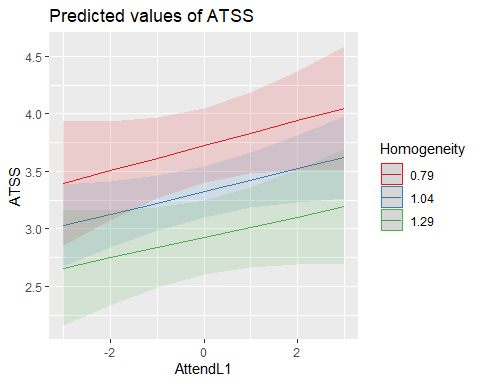 Predicted values of ATSS
4.5
4.0
3.5
3.0
2.5
ATSS
-2
0
2
AttendL1
Homogeneity
0.79
1.04
1.29